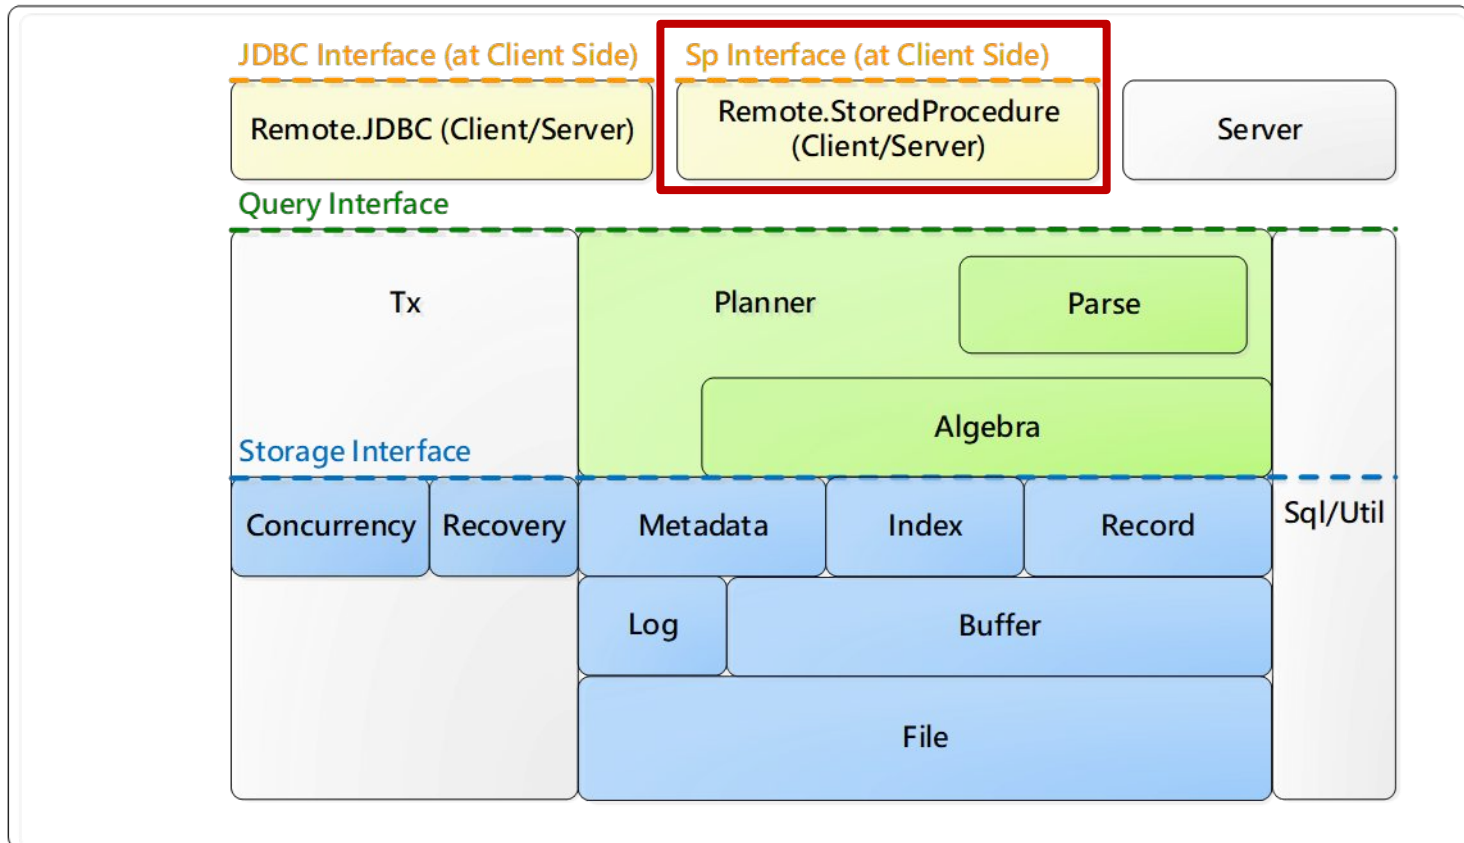 JDBC Interface (at Client Side)
Sp Interface (at Client Side)
Remote.JDBC (Client/Server)
Remote.StoredProcedure
(Client/Server)
Server
Query Interface
Tx
Planner
Parse
Algebra
Storage Interface
Concurrency
Recovery
Metadata
Index
Record
Sql/Util
Log
Buffer
File